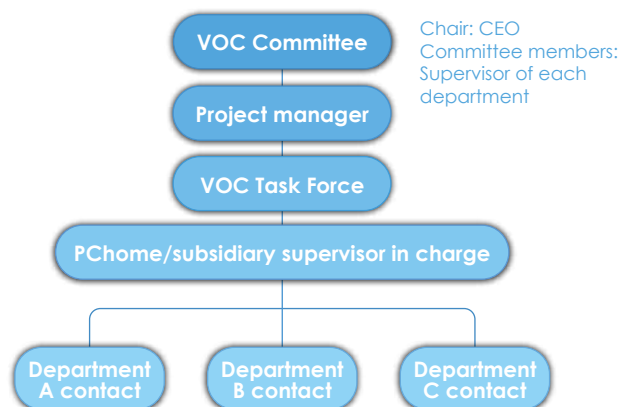 VOC Committee
Chair: CEO
Committee members:
Supervisor of each
department
Project manager
VOC Task Force
PChome/subsidiary supervisor in charge
Department
A contact
Department
B contact
Department
C contact